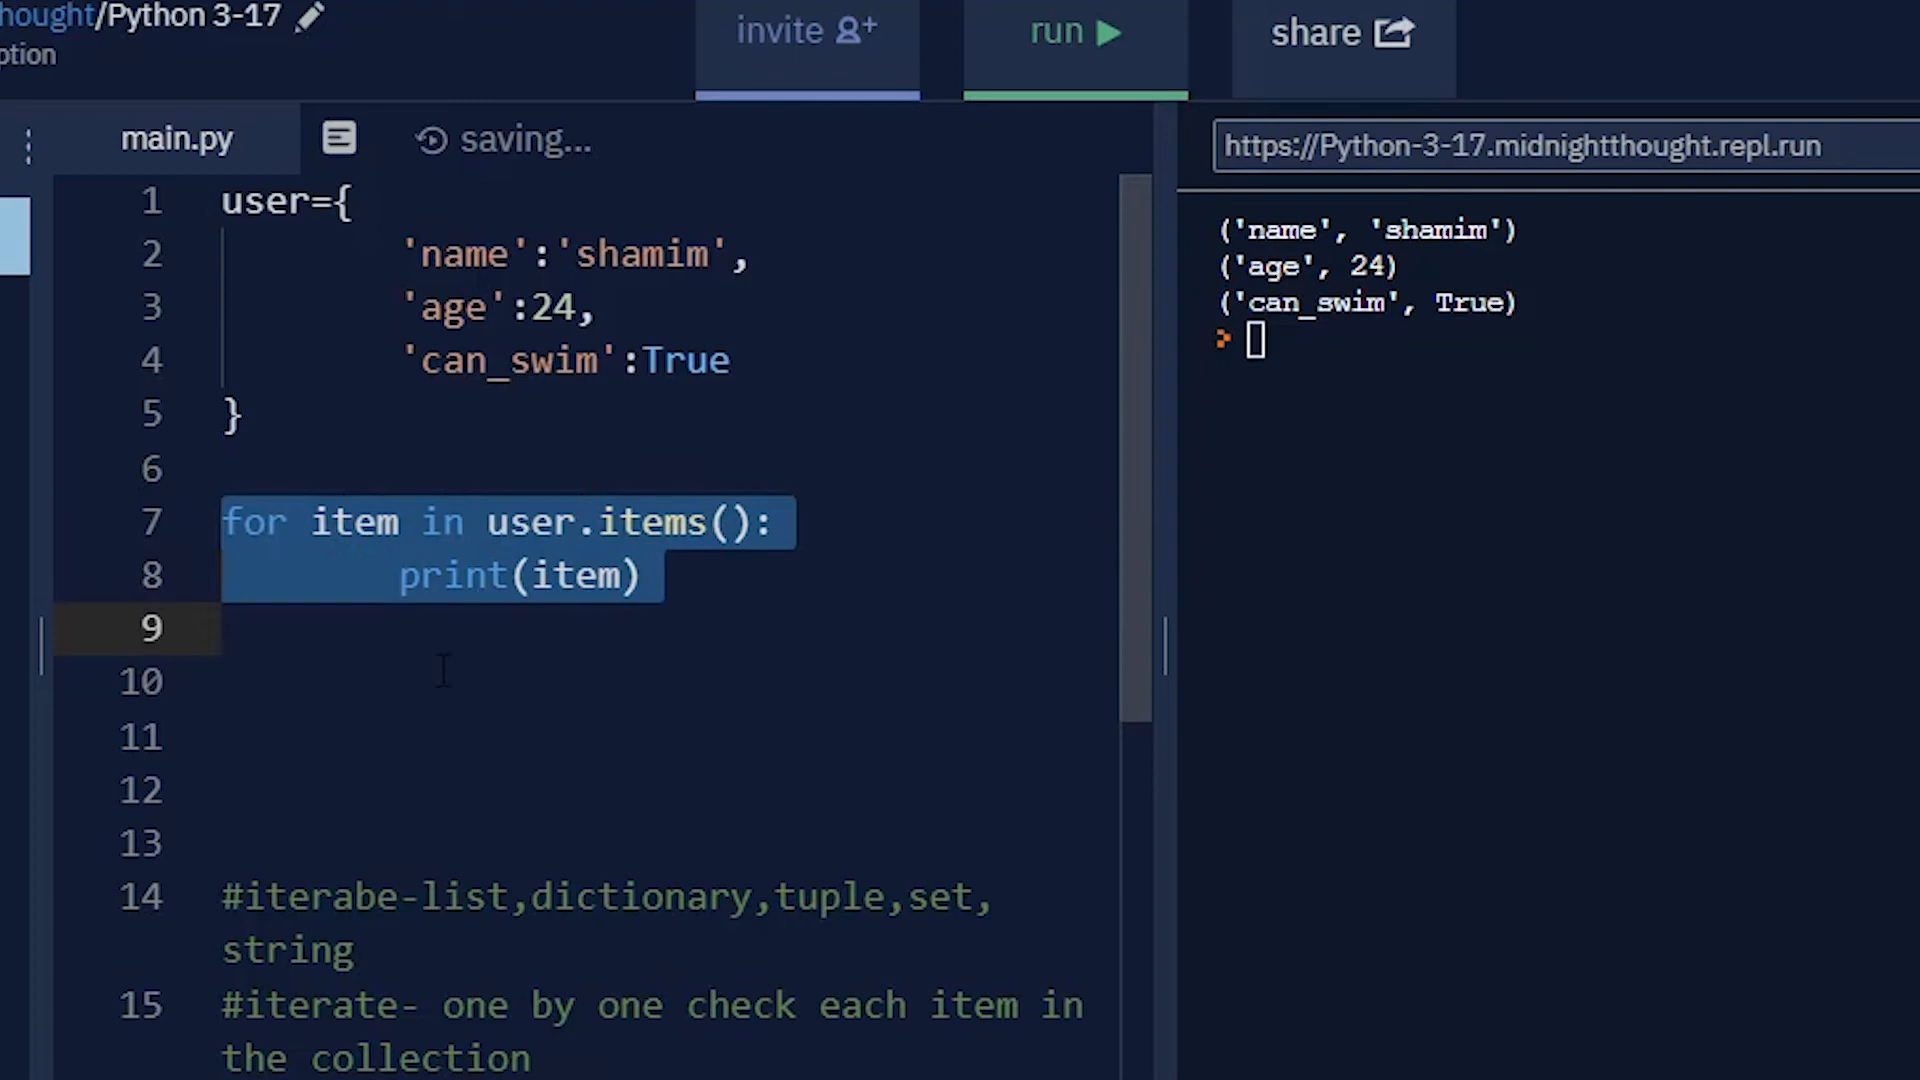 hought/Python 3-17
ption
invite
run
share
main.py
saving...
https://Python-3-17.midnightthought.repl.run
1 user={
2 'name':'shamim',
3 'age':24,
4 'can_swim':True
5 }
6
7 for item in user.items():
8 print(item)
9
10
11
12
13
14 #iterabe-list,dictionary,tuple,set,
string
15 #iterate- one by one check each item in
the collection
('name', 'shamim')
('age', 24)
('can_swim', True)